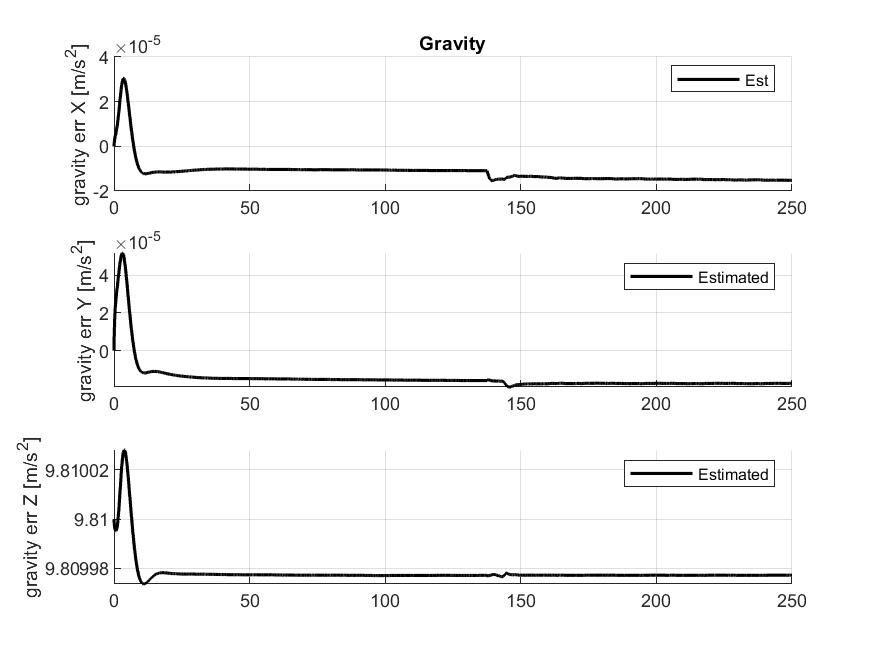 Gravity
×10-5
gravity err X [m/s2]
4
2
0
-2
Est
0 50 100 150 200 250
×10-5
gravity err Y [m/s2]
4
2
0
Estimated
0 50 100 150 200 250
gravity err Z [m/s2]
9.81002
9.81
9.80998
Estimated
0 50 100 150 200 250